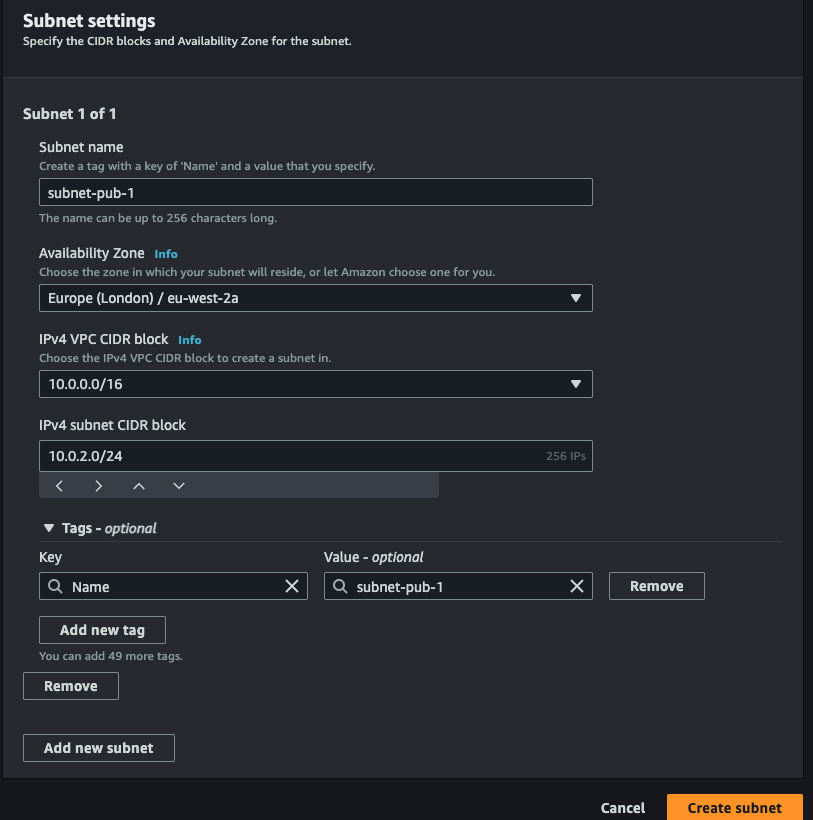 Subnet settings
Specify the CIDR blocks and Availability Zone for the subnet.
Subnet 1 of 1
Subnet name
Create a tag with a key of 'Name' and a value that you specify.
subnet-pub-1
The name can be up to 256 characters long.
Availability Zone Info
Choose the zone in which your subnet will reside, or let Amazon choose one for you.
Europe (London) / eu-west-2a
IPv4 VPC CIDR block Info
Choose the IPv4 VPC CIDR block to create a subnet in.
10.0.0.0/16
IPv4 subnet CIDR block
10.0.2.0/24 256 IPs
Tags - optional
Key Value - optional
Name subnet-pub-1 Remove
Add new tag
You can add 49 more tags.
Remove
Add new subnet
Cancel Create subnet